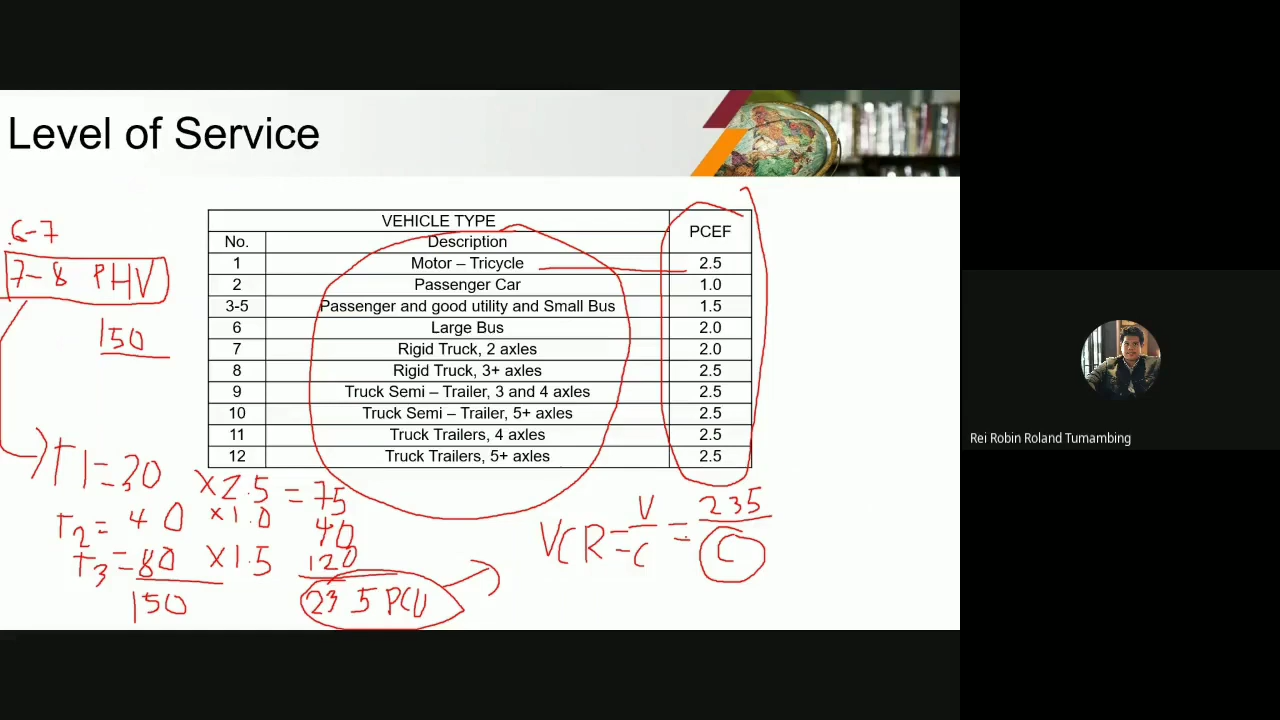 Level of Service
6-7
7-8 PHV
150
VEHICLE TYPE PCEF
No. Description
1 Motor – Tricycle 2.5
2 Passenger Car 1.0
3-5 Passenger and good utility and Small Bus 1.5
6 Large Bus 2.0
7 Rigid Truck, 2 axles 2.0
8 Rigid Truck, 3+ axles 2.5
9 Truck Semi – Trailer, 3 and 4 axles 2.5
10 Truck Semi – Trailer, 5+ axles 2.5
11 Truck Trailers, 4 axles 2.5
12 Truck Trailers, 5+ axles 2.5
T1=30 X2.5 = 75
T2= 40 X1.0 40
T3=80 X1.5 120
150 235 PCU
VCR = V/C = 235/C
Rei Robin Roland Tumambing